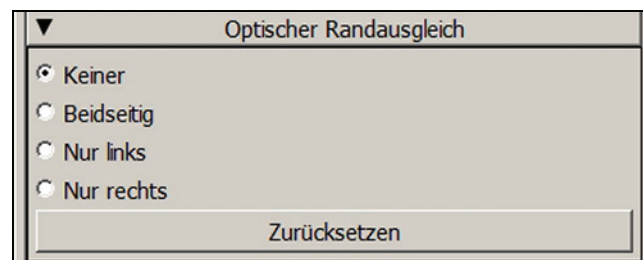 Optischer Randausgleich
Keiner
Beidseitig
Nur links
Nur rechts
Zurücksetzen